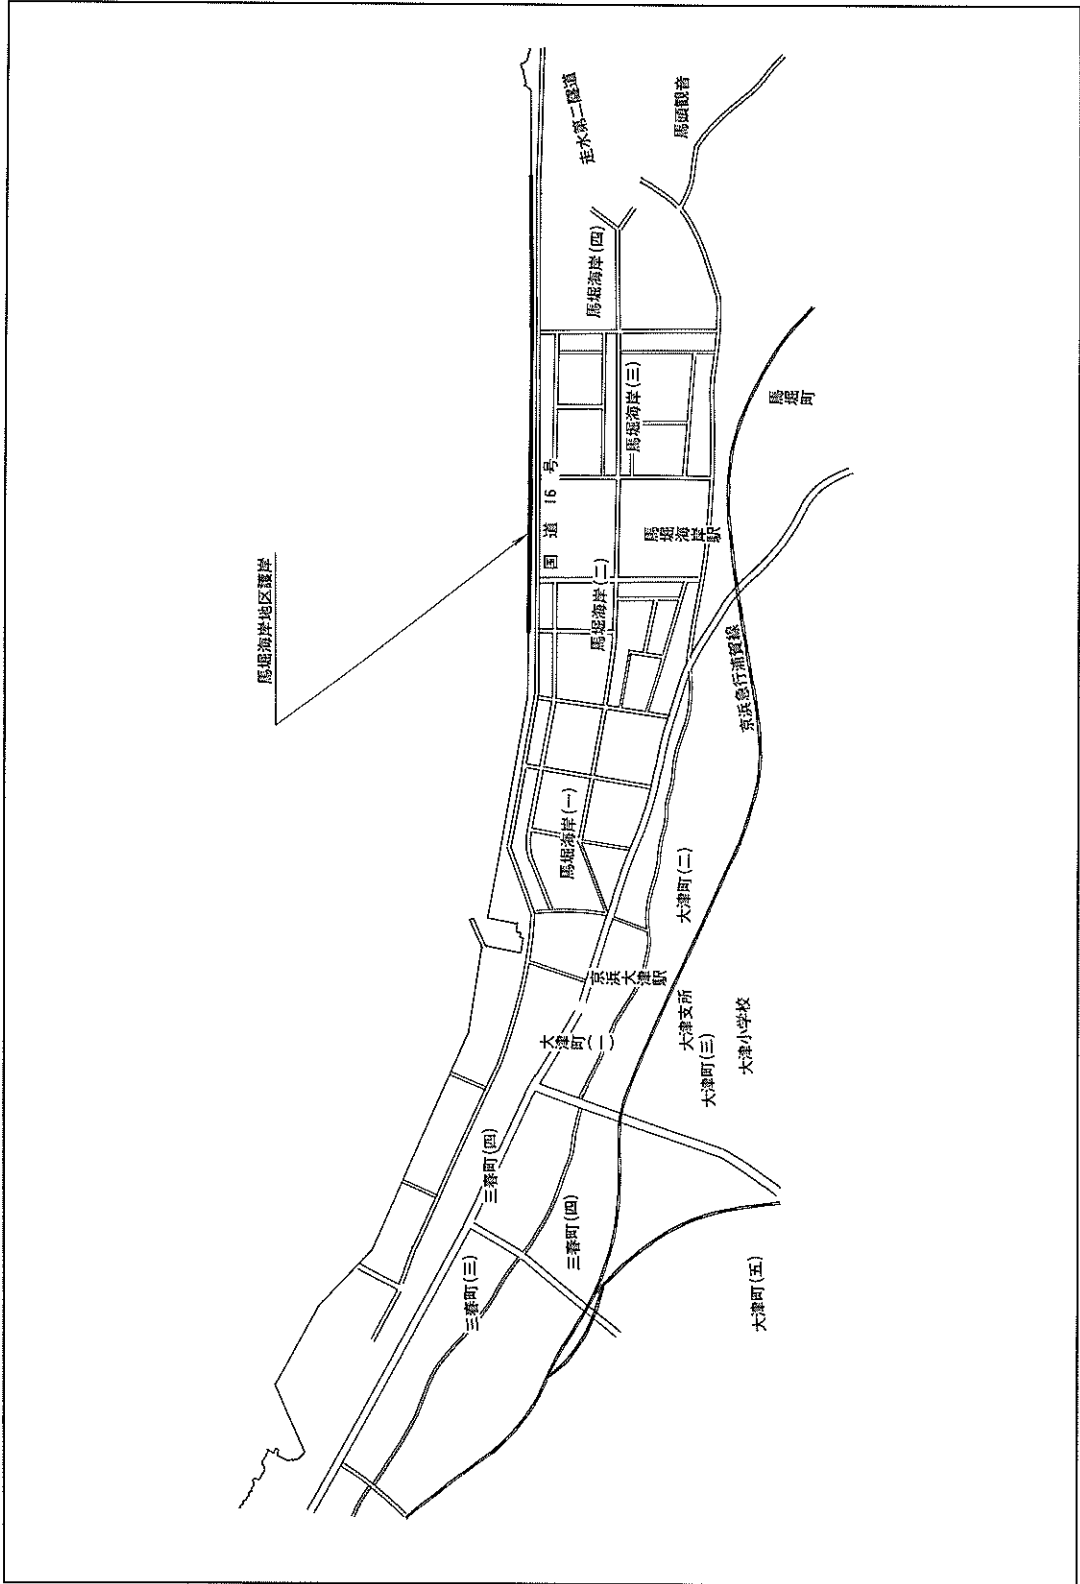 馬堀海岸地区護岸
走水第二隧道
馬頭観音
馬堀海岸(四)
馬堀海岸(三)
馬堀町
国道16号
馬堀海岸駅
馬堀海岸(二)
京浜急行浦賀線
馬堀海岸(一)
大津町(二)
京浜大津駅
大津町(一)
大津支所
大津町(三)
大津小学校
三春町(四)
三春町(四)
三春町(三)
大津町(五)